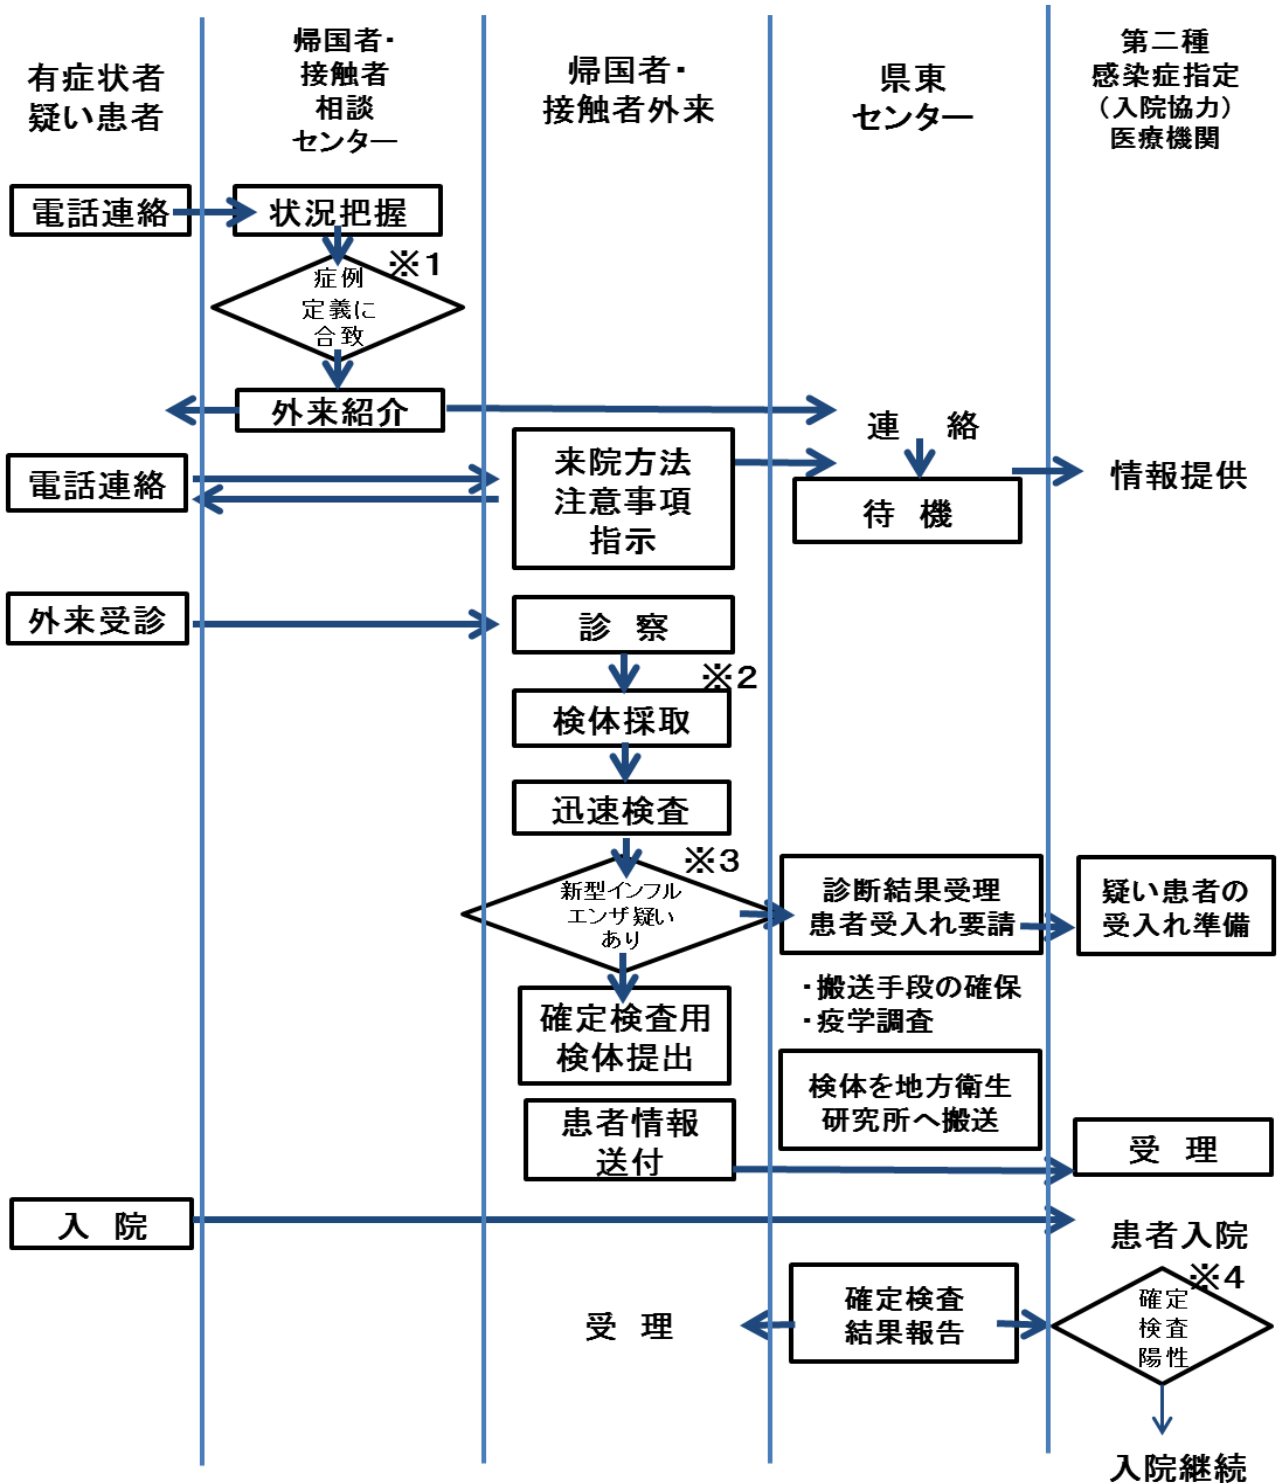 有症状者
疑い患者
帰国者・
接触者
相談
センター
帰国者・
接触者外来
県東
センター
第二種
感染症指定
（入院協力）
医療機関
電話連絡
状況把握
※1
症例
定義に
合致
外来紹介
連　絡
電話連絡
来院方法
注意事項
指示
待　機
情報提供
外来受診
診　察
※2
検体採取
迅速検査
※3
新型インフル
エンザ疑い
あり
診断結果受理
患者受入れ要請
疑い患者の
受入れ準備
・搬送手段の確保
・疫学調査
確定検査用
検体提出
検体を地方衛生
研究所へ搬送
患者情報
送付
受　理
入　院
患者入院
※4
受　理
確定検査
結果報告
確定
検査
陽性
入院継続